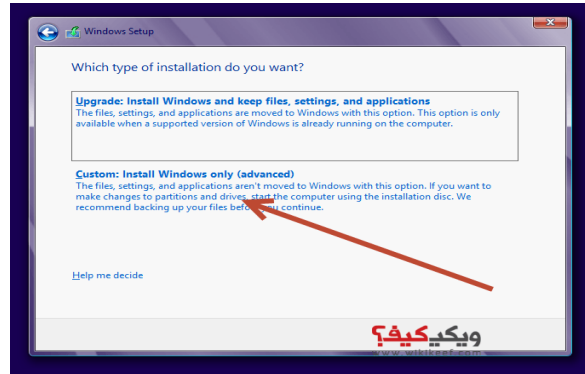 Windows Setup
Which type of installation do you want?
Upgrade: Install Windows and keep files, settings, and applications
The files, settings, and applications are moved to Windows with this option. This option is only
available when a supported version of Windows is already running on the computer.
Custom: Install Windows only (advanced)
The files, settings, and applications aren't moved to Windows with this option. If you want to
make changes to partitions and drives, start the computer using the installation disc. We
recommend backing up your files before you continue.
Help me decide
ويكيكيف؟
www.wikikeef.com